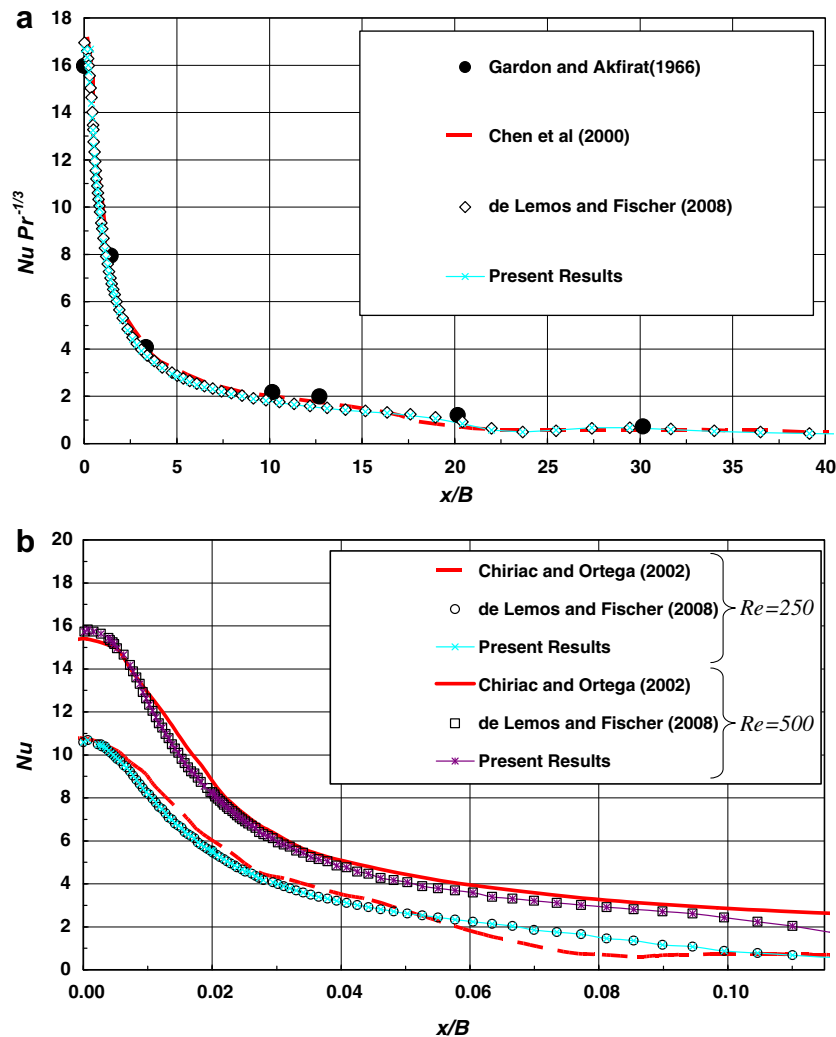 a
18
16
14
12
10
8
6
4
2
0
Nu Pr^-1/3
Gardon and Akfirat(1966)
Chen et al (2000)
de Lemos and Fischer (2008)
Present Results
0 5 10 15 20 25 30 35 40
x/B
b
20
18
16
14
12
10
8
6
4
2
0
Nu
Chiriac and Ortega (2002)
de Lemos and Fischer (2008)
Present Results
Re=250
Chiriac and Ortega (2002)
de Lemos and Fischer (2008)
Present Results
Re=500
0.00 0.02 0.04 0.06 0.08 0.10
x/B